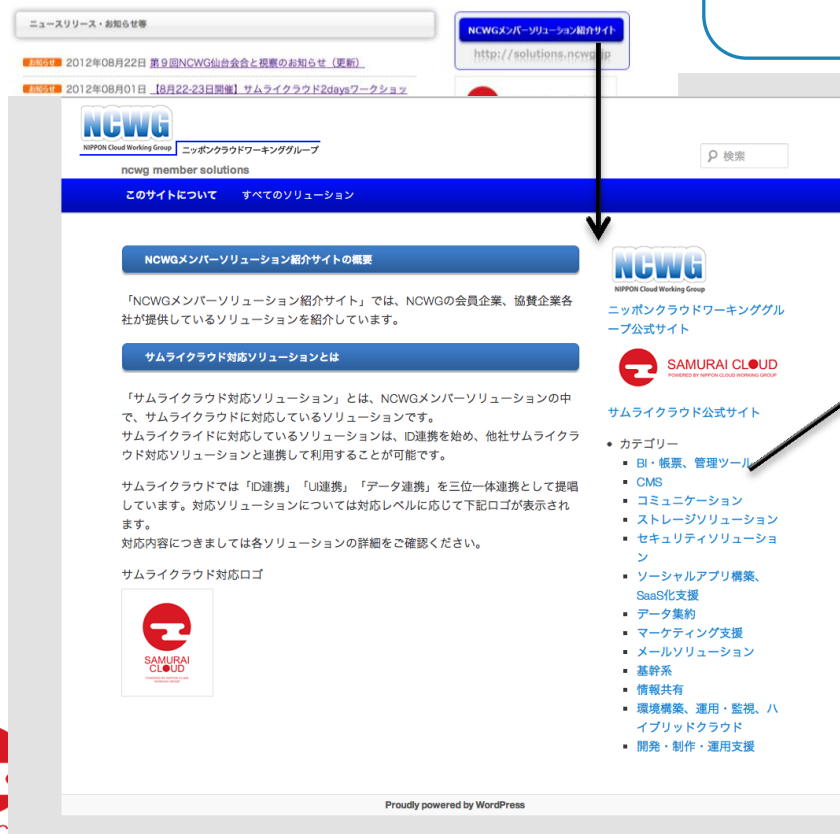 ニュースリリース・お知らせ等
お知らせ 2012年08月22日 第９回NCWG仙台会合と視察のお知らせ（更新）
お知らせ 2012年08月01日 【8月22-23日開催】サムライクラウド2daysワークショッ
NCWGメンバーソリューション紹介サイト
http://solutions.ncwg.jp
NCWG
NIPPON Cloud Working Group
ニッポンクラウドワーキンググループ
ncwg member solutions
検索
このサイトについて すべてのソリューション
NCWGメンバーソリューション紹介サイトの概要
「NCWGメンバーソリューション紹介サイト」では、NCWGの会員企業、協賛企業各
社が提供しているソリューションを紹介しています。
サムライクラウド対応ソリューションとは
「サムライクラウド対応ソリューション」とは、NCWGメンバーソリューションの中
で、サムライクラウドに対応しているソリューションです。
サムライクライドに対応しているソリューションは、ID連携を始め、他社サムライクラ
ウド対応ソリューションと連携して利用することが可能です。
サムライクラウドでは「ID連携」「UI連携」「データ連携」を三位一体連携として提唱
しています。対応ソリューションについては対応レベルに応じて下記ロゴが表示され
ます。
対応内容につきましては各ソリューションの詳細をご確認ください。
サムライクラウド対応ロゴ
SAMURAI
CLOUD
POWERED BY NIPPON CLOUD
WORKING GROUP
NCWG
NIPPON Cloud Working Group
ニッポンクラウドワーキンググル
ープ公式サイト
SAMURAI CLOUD
POWERED BY NIPPON CLOUD WORKING GROUP
サムライクラウド公式サイト
カテゴリー
BI・帳票、管理ツール
CMS
コミュニケーション
ストレージソリューション
セキュリティソリューショ
ン
ソーシャルアプリ構築、
SaaS化支援
データ集約
マーケティング支援
メールソリューション
基幹系
情報共有
環境構築、運用・監視、ハ
イブリッドクラウド
開発・制作・運用支援
Proudly powered by WordPress